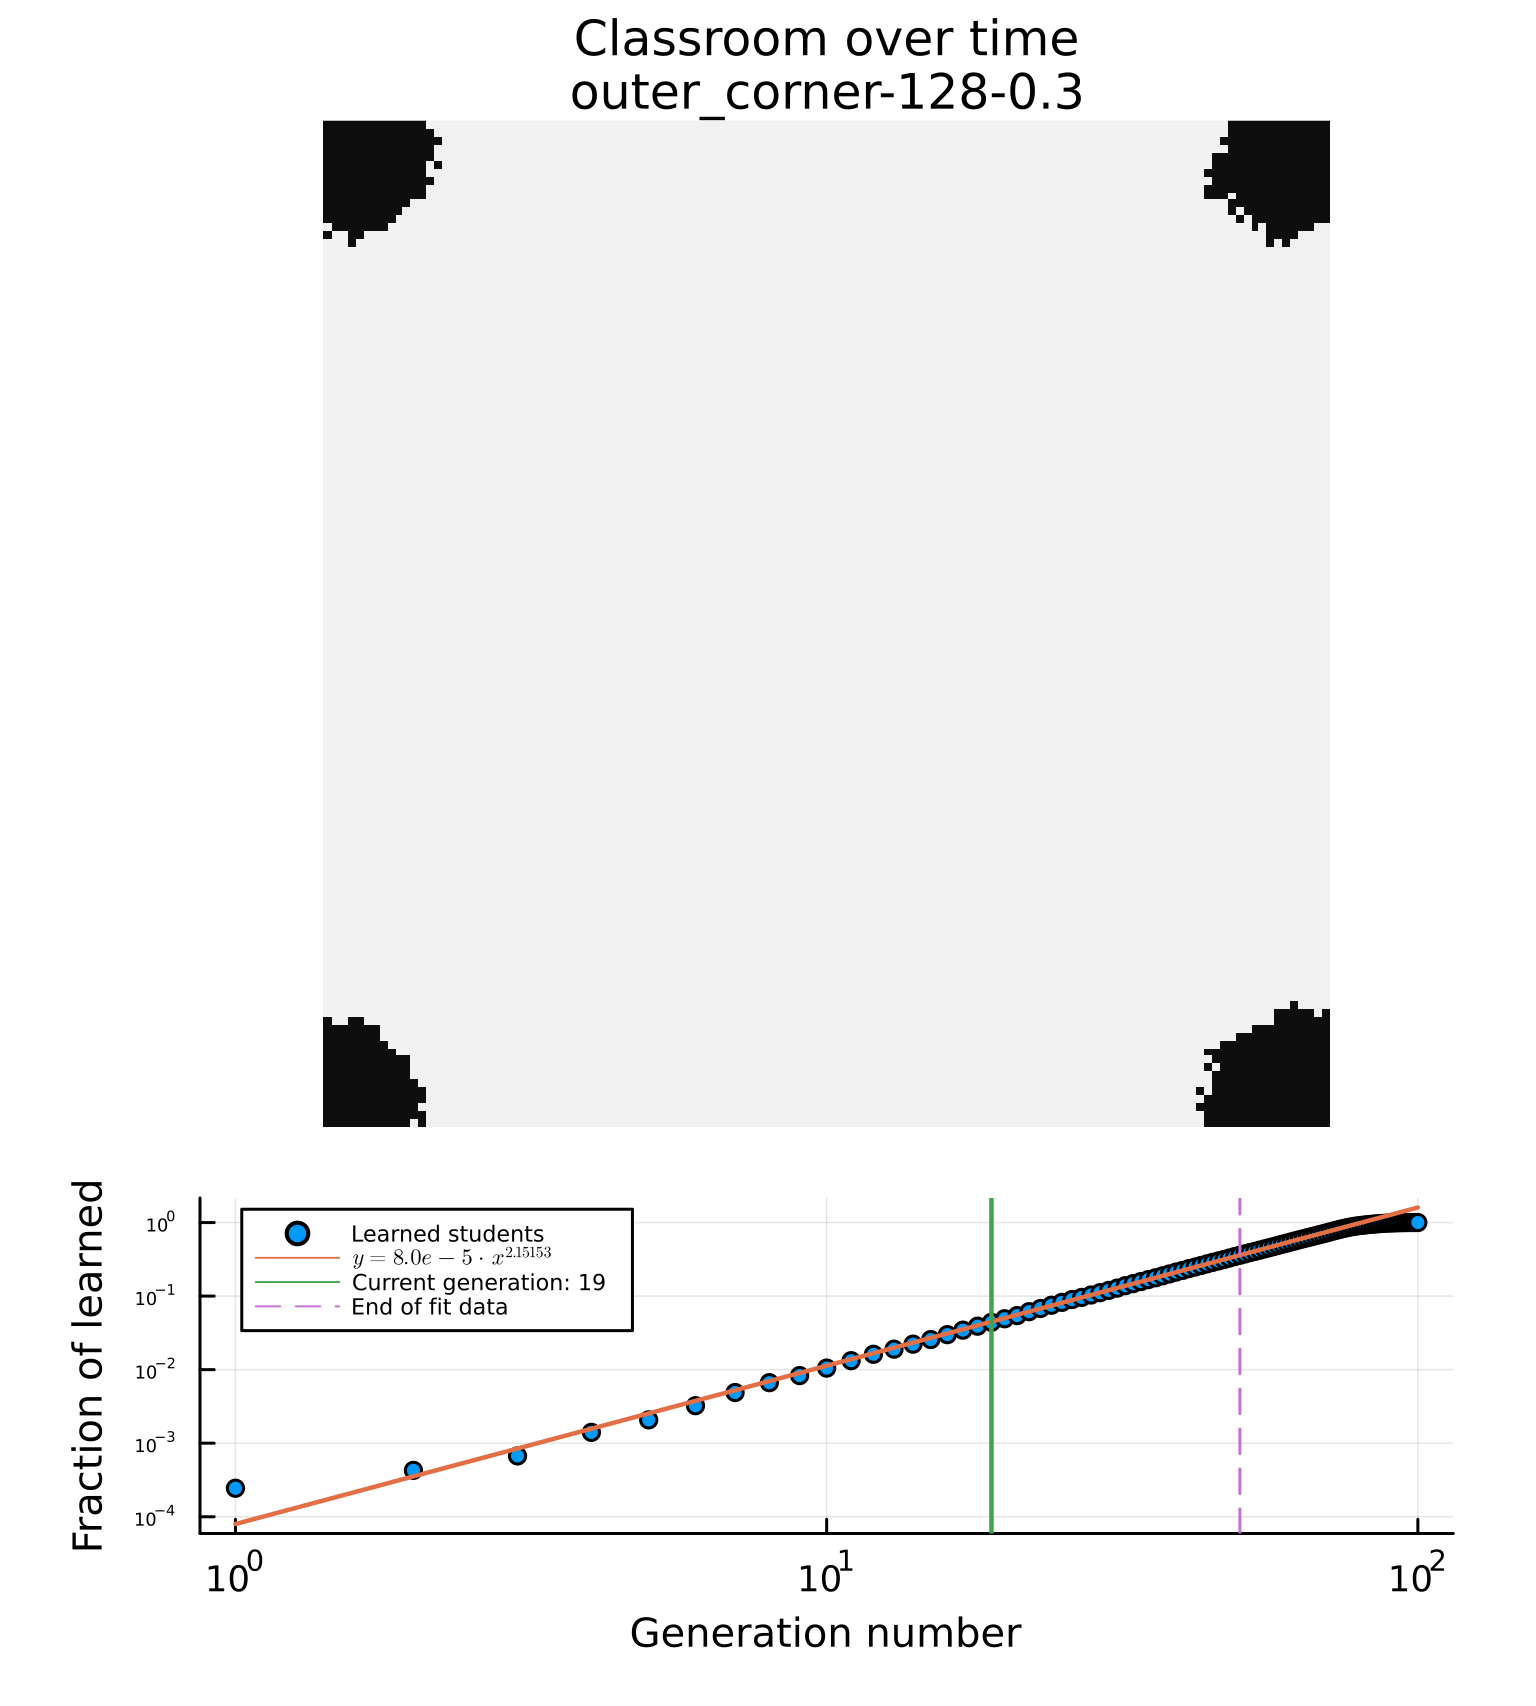 Classroom over time
outer_corner-128-0.3
Fraction of learned
10^0
10^-1
10^-2
10^-3
10^-4
Learned students
y = 8.0e − 5 · x^2.15153
Current generation: 19
End of fit data
10^0 10^1 10^2
Generation number